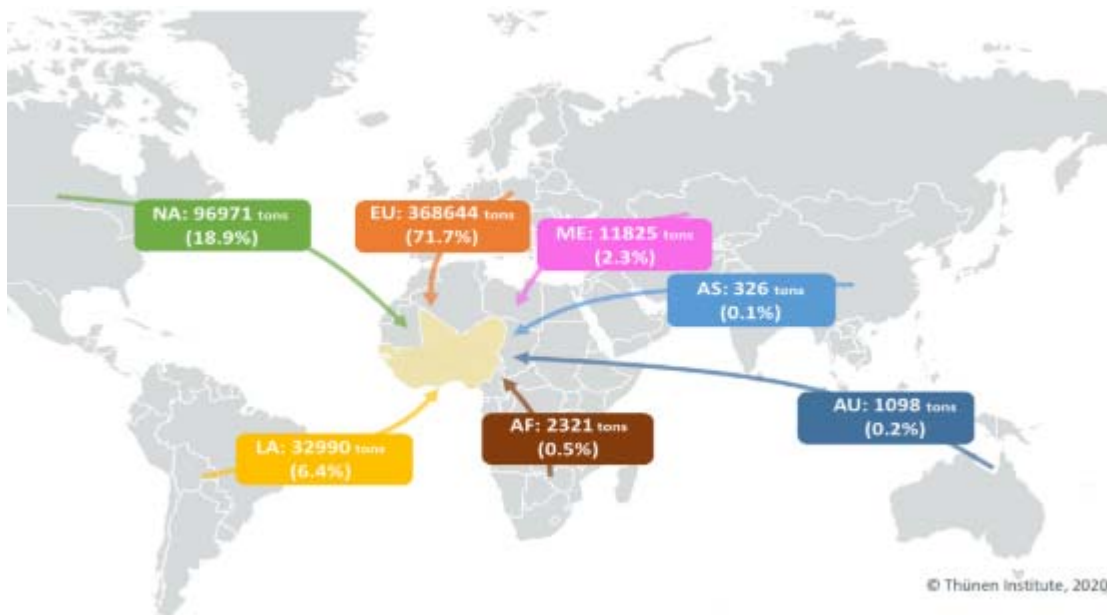 NA: 96971 tons
(18.9%)
EU: 368644 tons
(71.7%)
ME: 11825 tons
(2.3%)
AS: 326 tons
(0.1%)
AU: 1098 tons
(0.2%)
AF: 2321 tons
(0.5%)
LA: 32990 tons
(6.4%)
© Thünen Institute, 2020